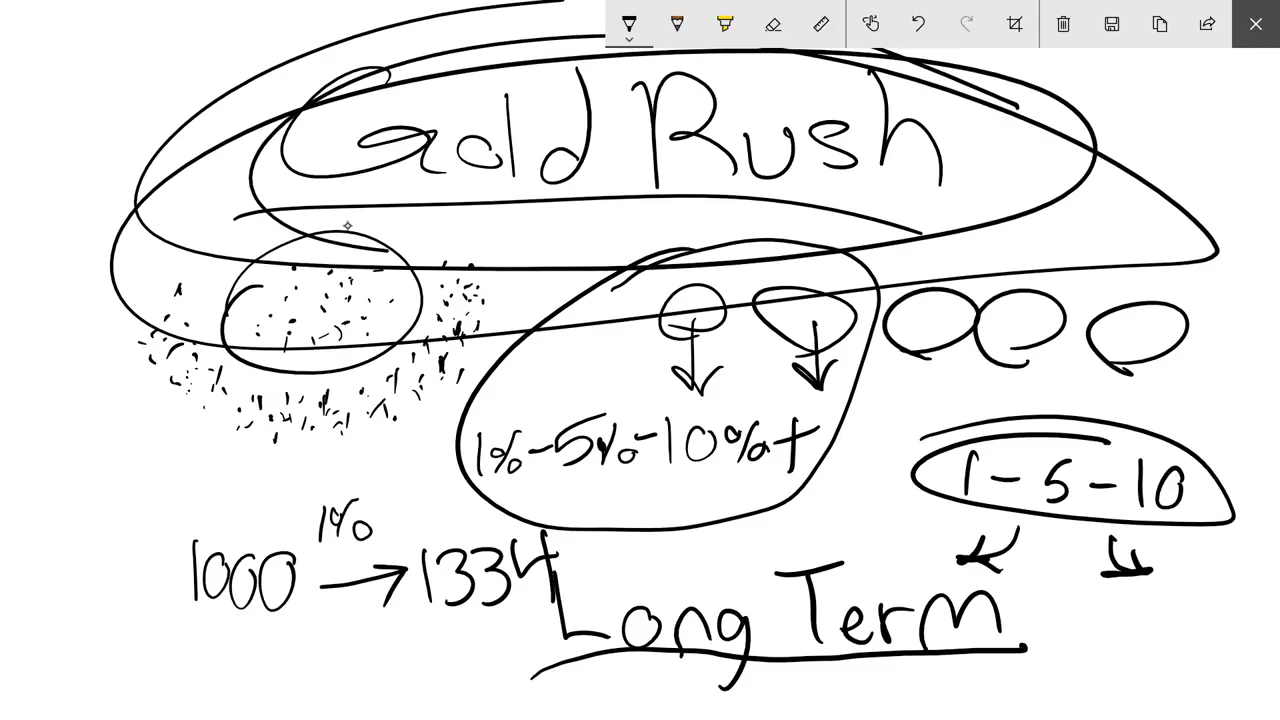 Gold Rush
1%-5%-10%+
1-5-10
1%
1000 → 1334
Long Term